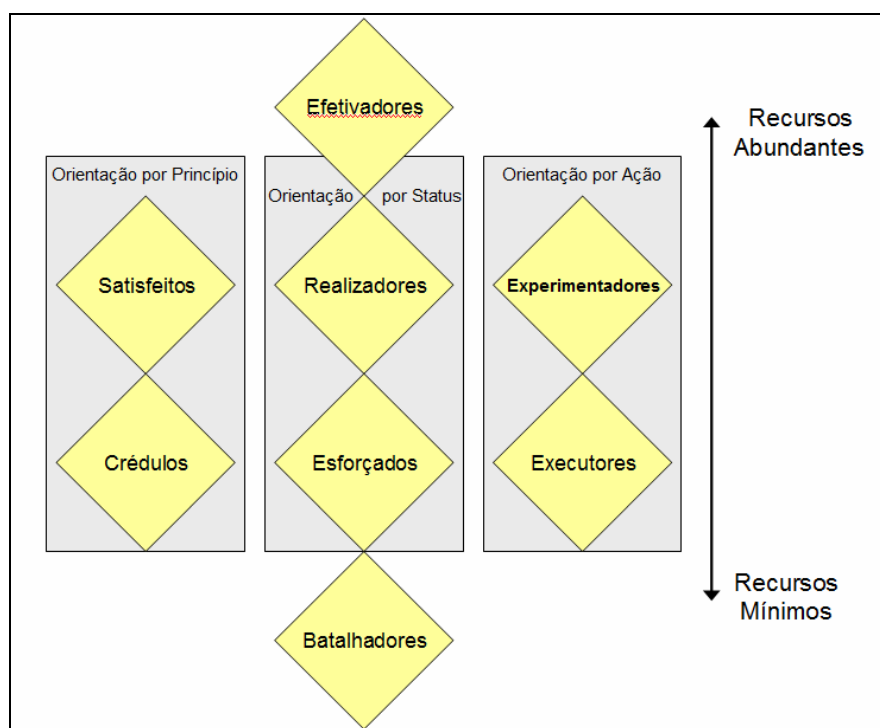 Efetivadores
Recursos
Abundantes
Orientação por Princípio
Orientação por Status
Orientação por Ação
Satisfeitos
Realizadores
Experimentadores
Crédulos
Esforçados
Executores
Recursos
Mínimos
Batalhadores